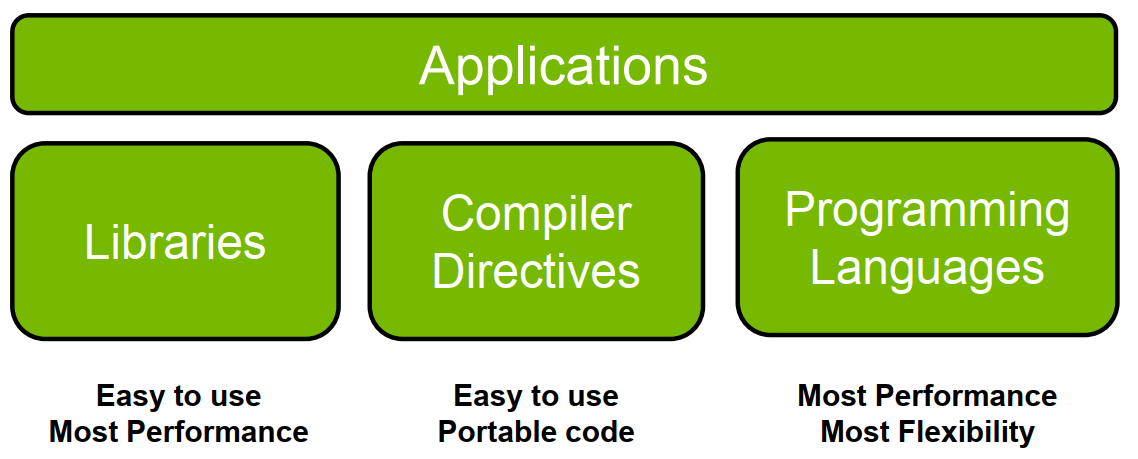 Applications
Libraries
Compiler
Directives
Programming
Languages
Easy to use
Most Performance
Easy to use
Portable code
Most Performance
Most Flexibility